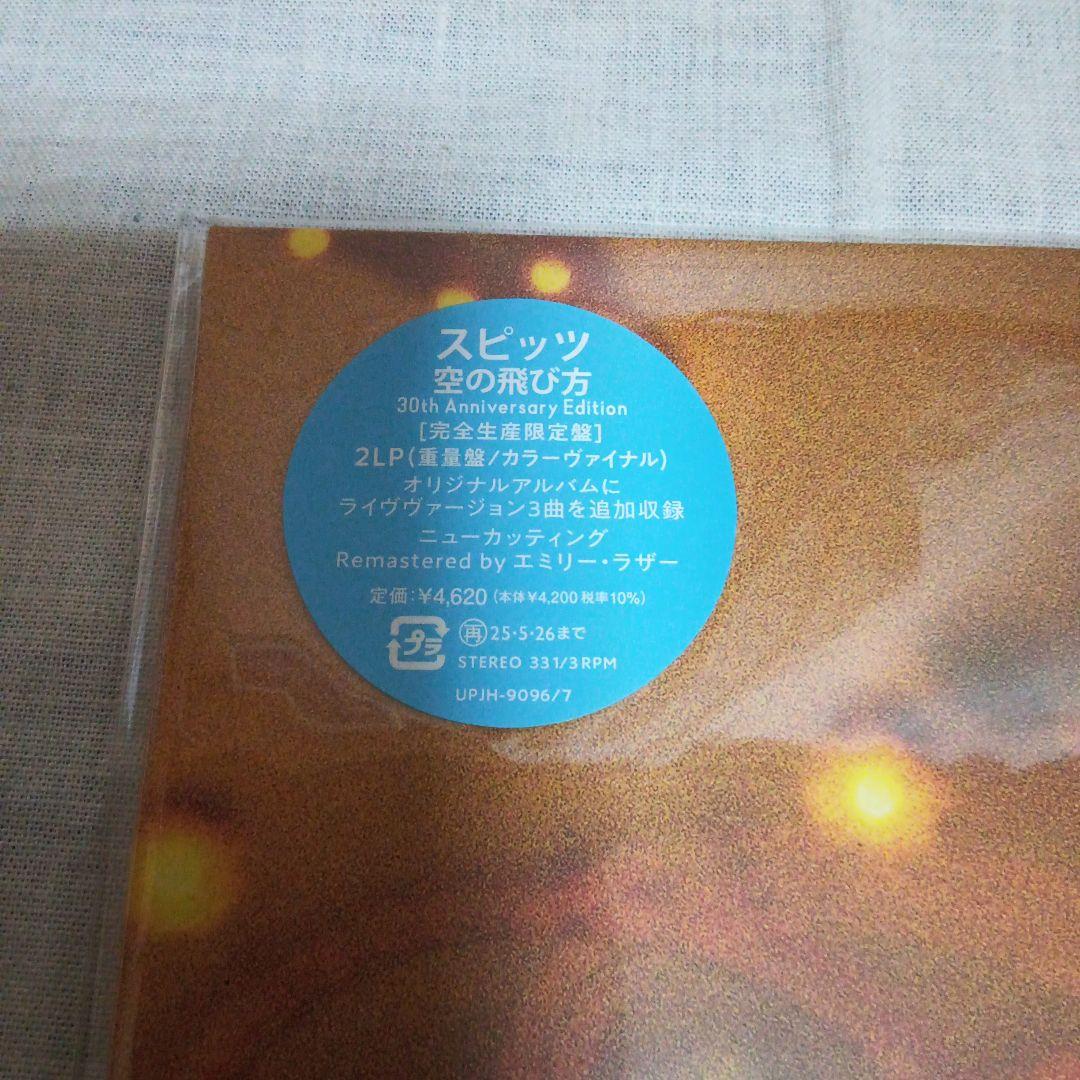 スピッツ
空の飛び方
30th Anniversary Edition
[完全生産限定盤]
2LP(重量盤/カラーヴァイナル)
オリジナルアルバムに
ライヴヴァージョン3曲を追加収録
ニューカッティング
Remastered by エミリー・ラザー
定価:¥4,620(本体¥4,200 税率10%)
プラ
再 25·5·26まで
STEREO 33 1/3 RPM
UPJH-9096/7